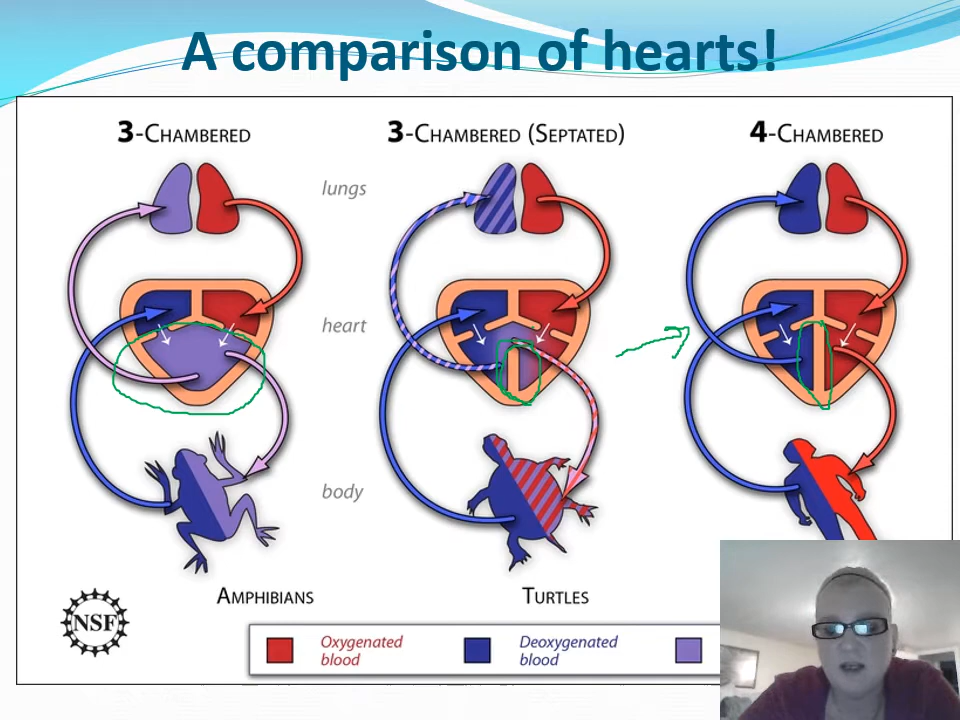 A comparison of hearts!
3-CHAMBERED
3-CHAMBERED (SEPTATED)
4-CHAMBERED
lungs
heart
body
AMPHIBIANS
TURTLES
NSF
Oxygenated
blood
Deoxygenated
blood